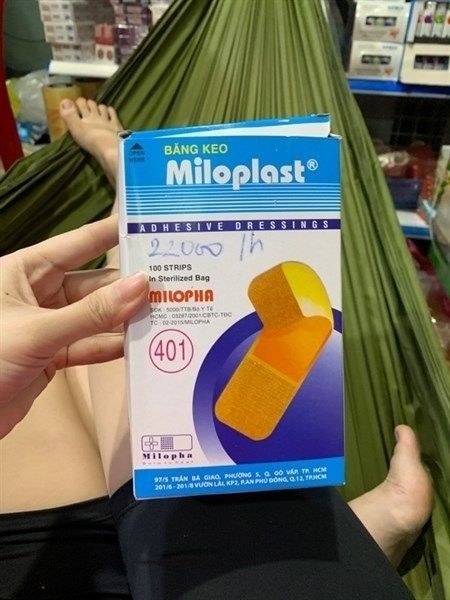 OPEN
HERE
BĂNG KEO
Miloplast®
ADHESIVE DRESSINGS
22000 /h
100 STRIPS
In Sterilized Bag
MILOPHA
SĐK : 5000/TTB/Bộ Y Tế
HCMC : 03287/2001/CBTC-TĐC
TC : 02-2015/MILOPHA
401
Milopha
97/5 TRẦN BÁ GIAO, PHƯỜNG 5, Q. GÒ VẤP, TP. HCM
201/6 - 201/8 VƯỜN LÀI, KP2, P.AN PHÚ ĐÔNG, Q.12, TP.HCM